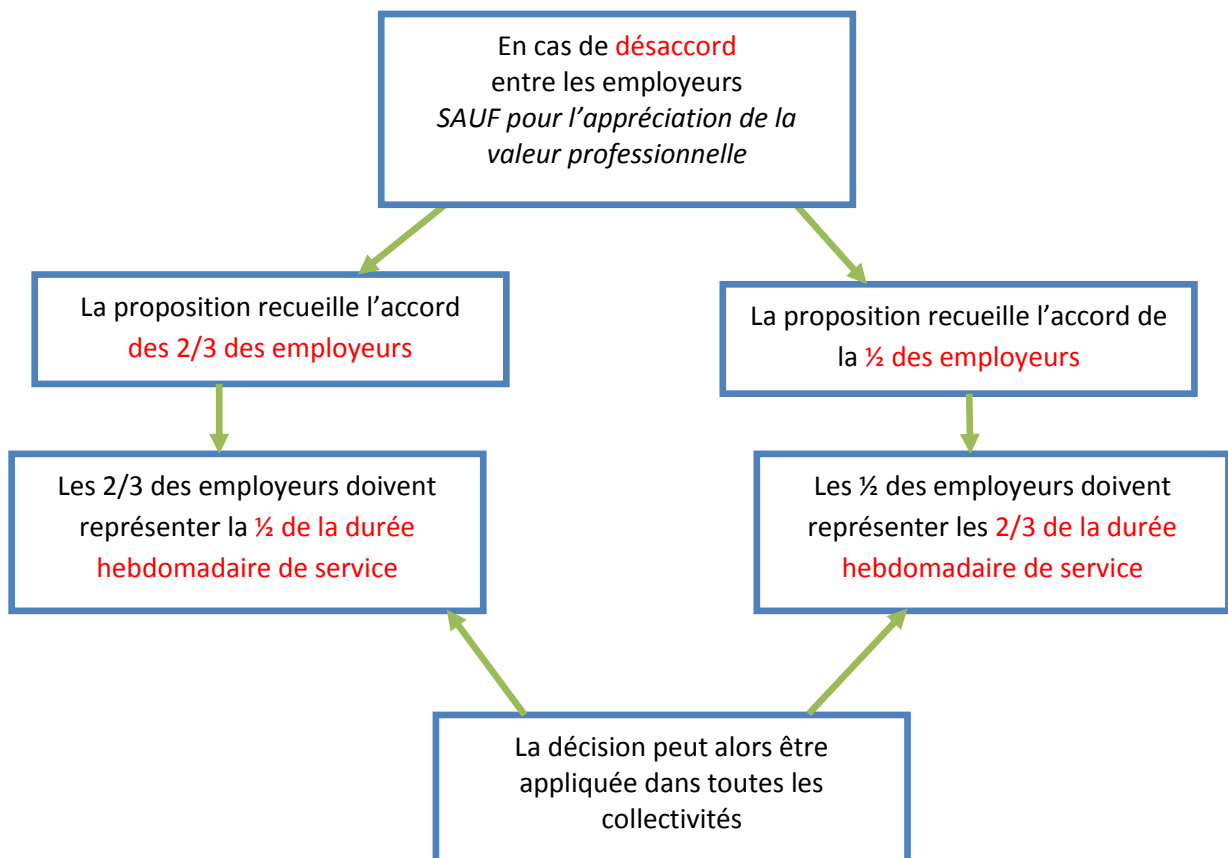 En cas de désaccord
entre les employeurs
SAUF pour l’appréciation de la
valeur professionnelle
La proposition recueille l’accord
des 2/3 des employeurs
La proposition recueille l’accord de
la ½ des employeurs
Les 2/3 des employeurs doivent
représenter la ½ de la durée
hebdomadaire de service
Les ½ des employeurs doivent
représenter les 2/3 de la durée
hebdomadaire de service
La décision peut alors être
appliquée dans toutes les
collectivités